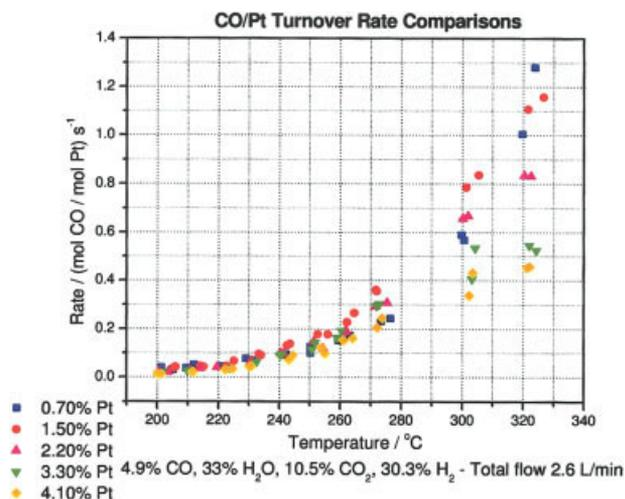 CO/Pt Turnover Rate Comparisons
1.4
1.2
1.0
0.8
0.6
0.4
0.2
0.0
Rate / (mol CO / mol Pt) s⁻¹
200 220 240 260 280 300 320 340
Temperature / °C
0.70% Pt
1.50% Pt
2.20% Pt
3.30% Pt
4.10% Pt
4.9% CO, 33% H₂O, 10.5% CO₂, 30.3% H₂ - Total flow 2.6 L/min